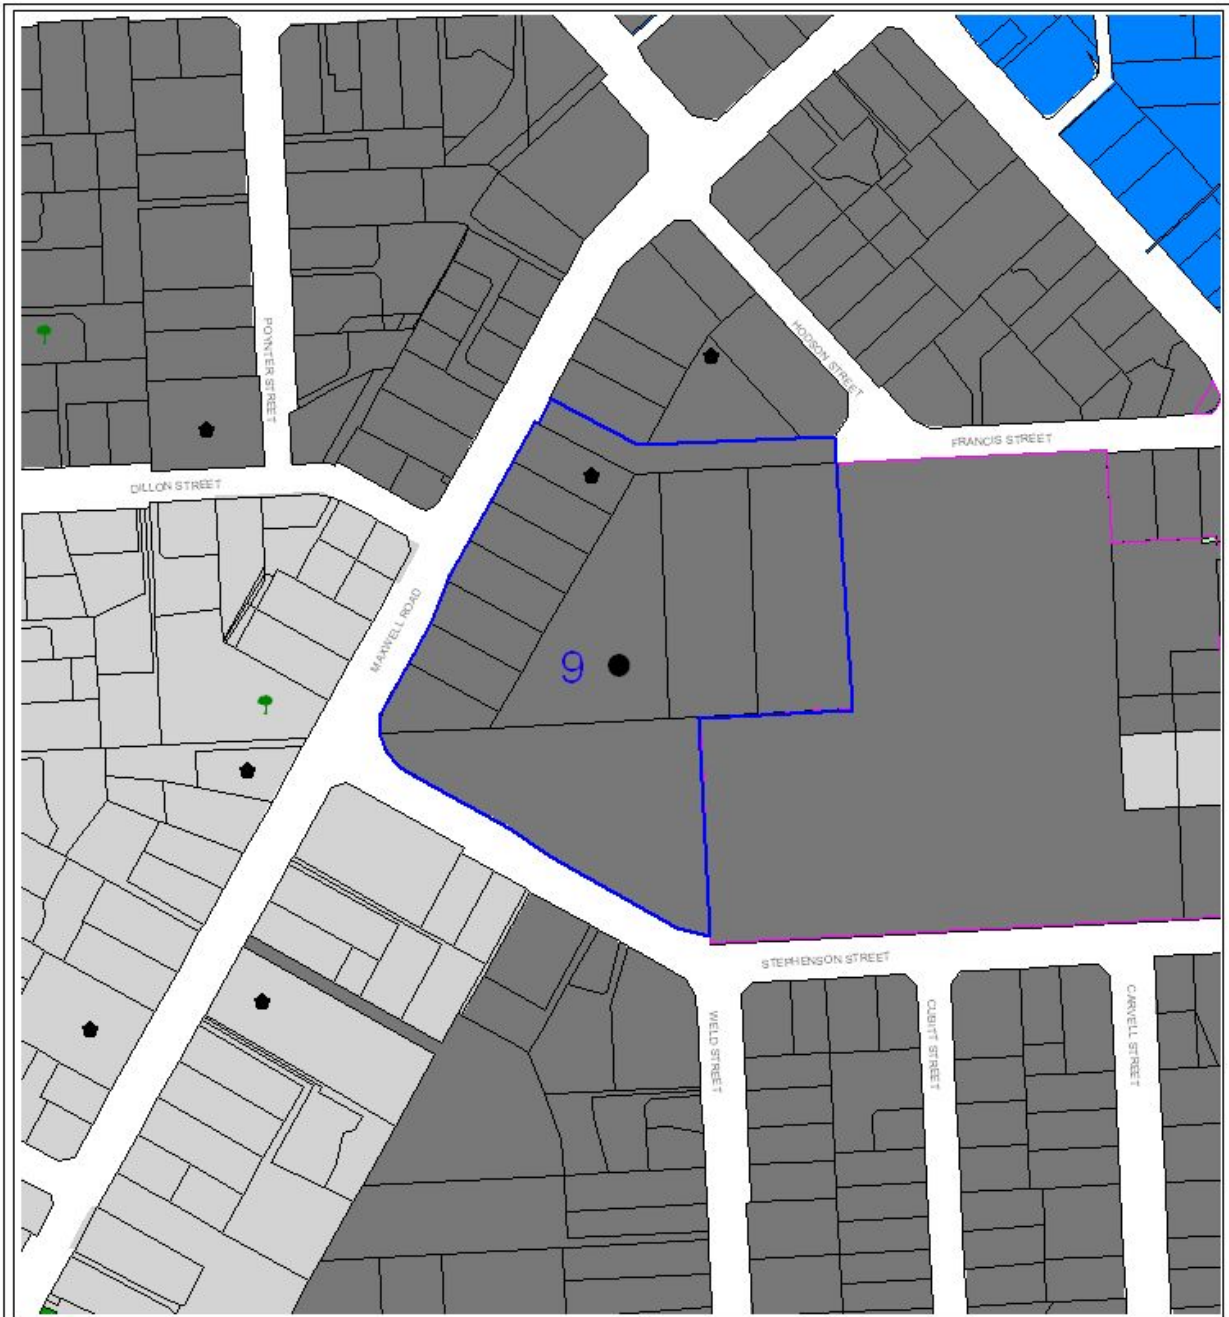 POYNTER STREET
HODSON STREET
FRANCIS STREET
DILLON STREET
MAXWELL ROAD
9
STEPHENSON STREET
WELD STREET
CUBITT STREET
CARVELL STREET